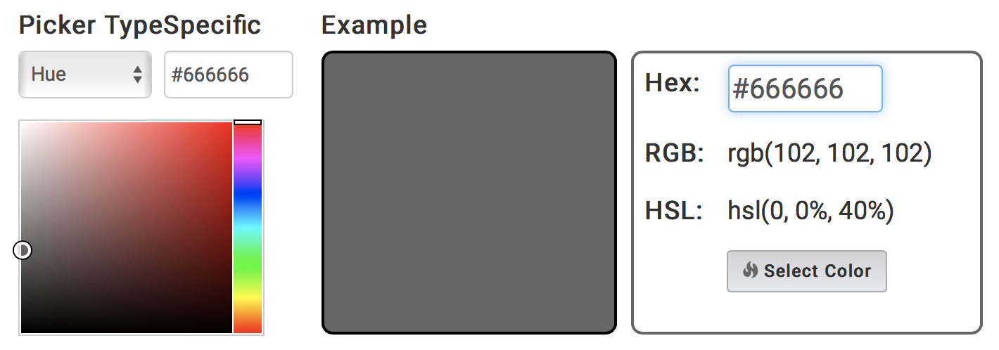 Picker TypeSpecific
Hue
#666666
Example
Hex: #666666
RGB: rgb(102, 102, 102)
HSL: hsl(0, 0%, 40%)
Select Color